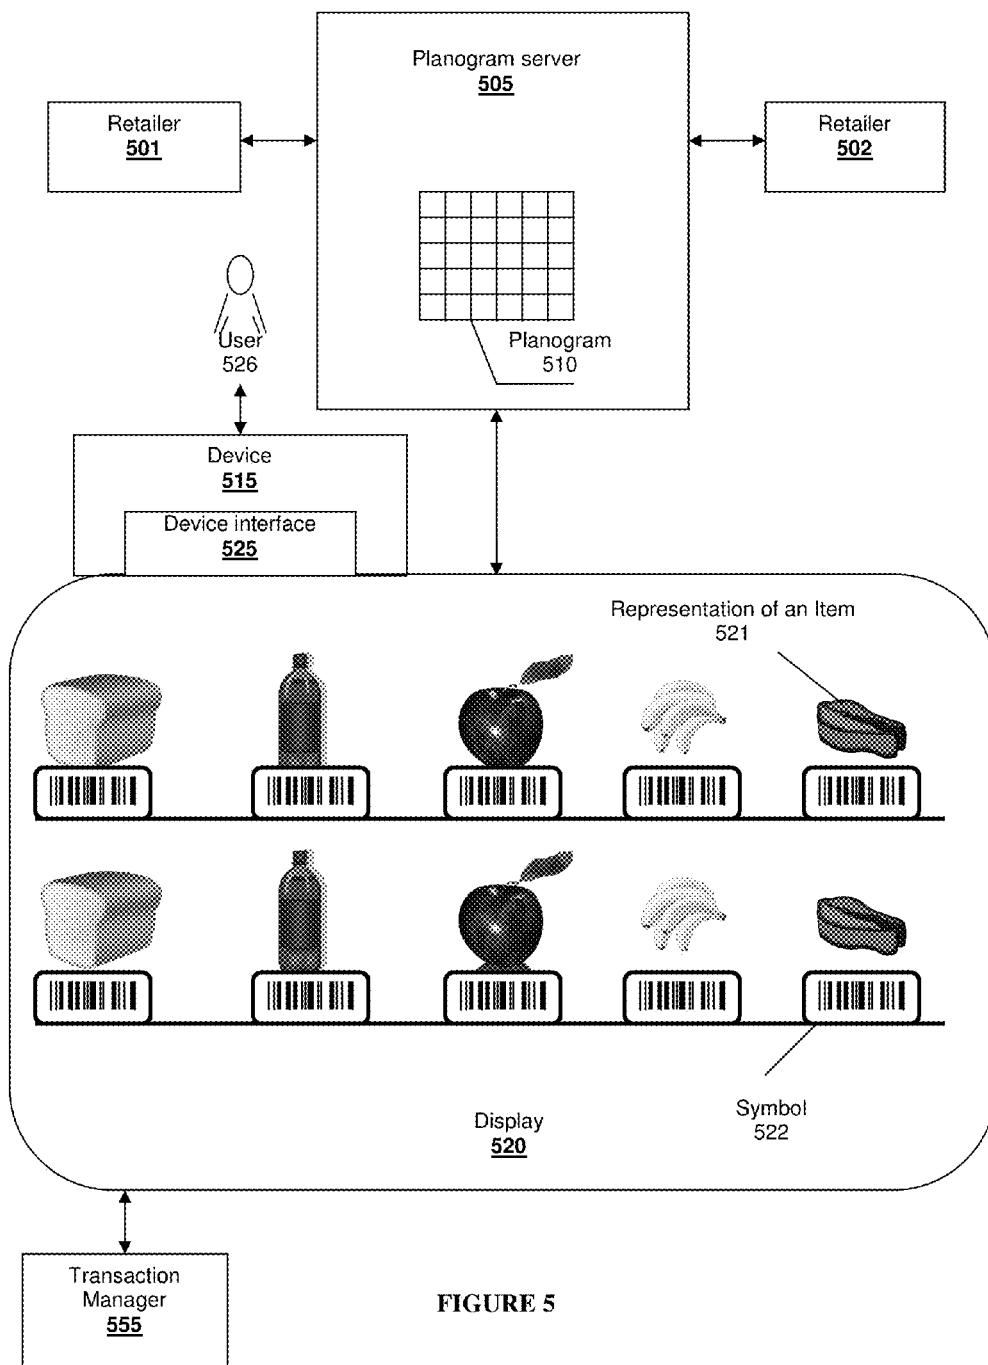 Planogram server
505
Retailer
501
Retailer
502
User
526
Planogram
510
Device
515
Device interface
525
Representation of an Item
521
Symbol
522
Display
520
Transaction
Manager
555
FIGURE 5